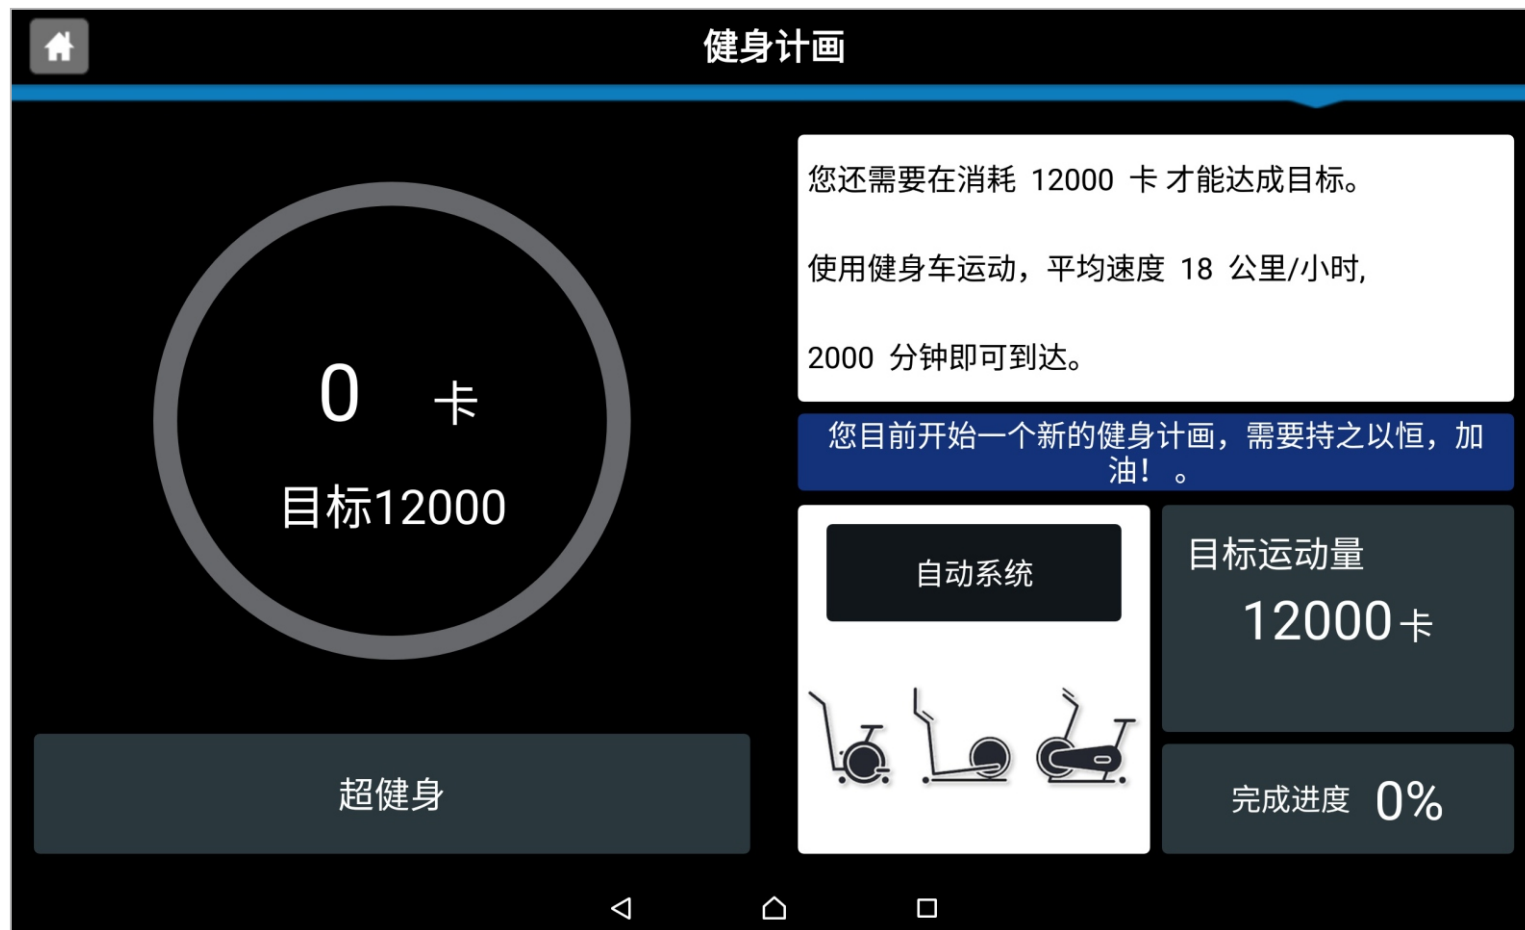 健身计画
0 卡
目标12000
超健身
您还需要在消耗 12000 卡 才能达成目标。
使用健身车运动，平均速度 18 公里/小时,
2000 分钟即可到达。
您目前开始一个新的健身计画，需要持之以恒，加
油！ 。
自动系统
目标运动量
12000卡
完成进度 0%